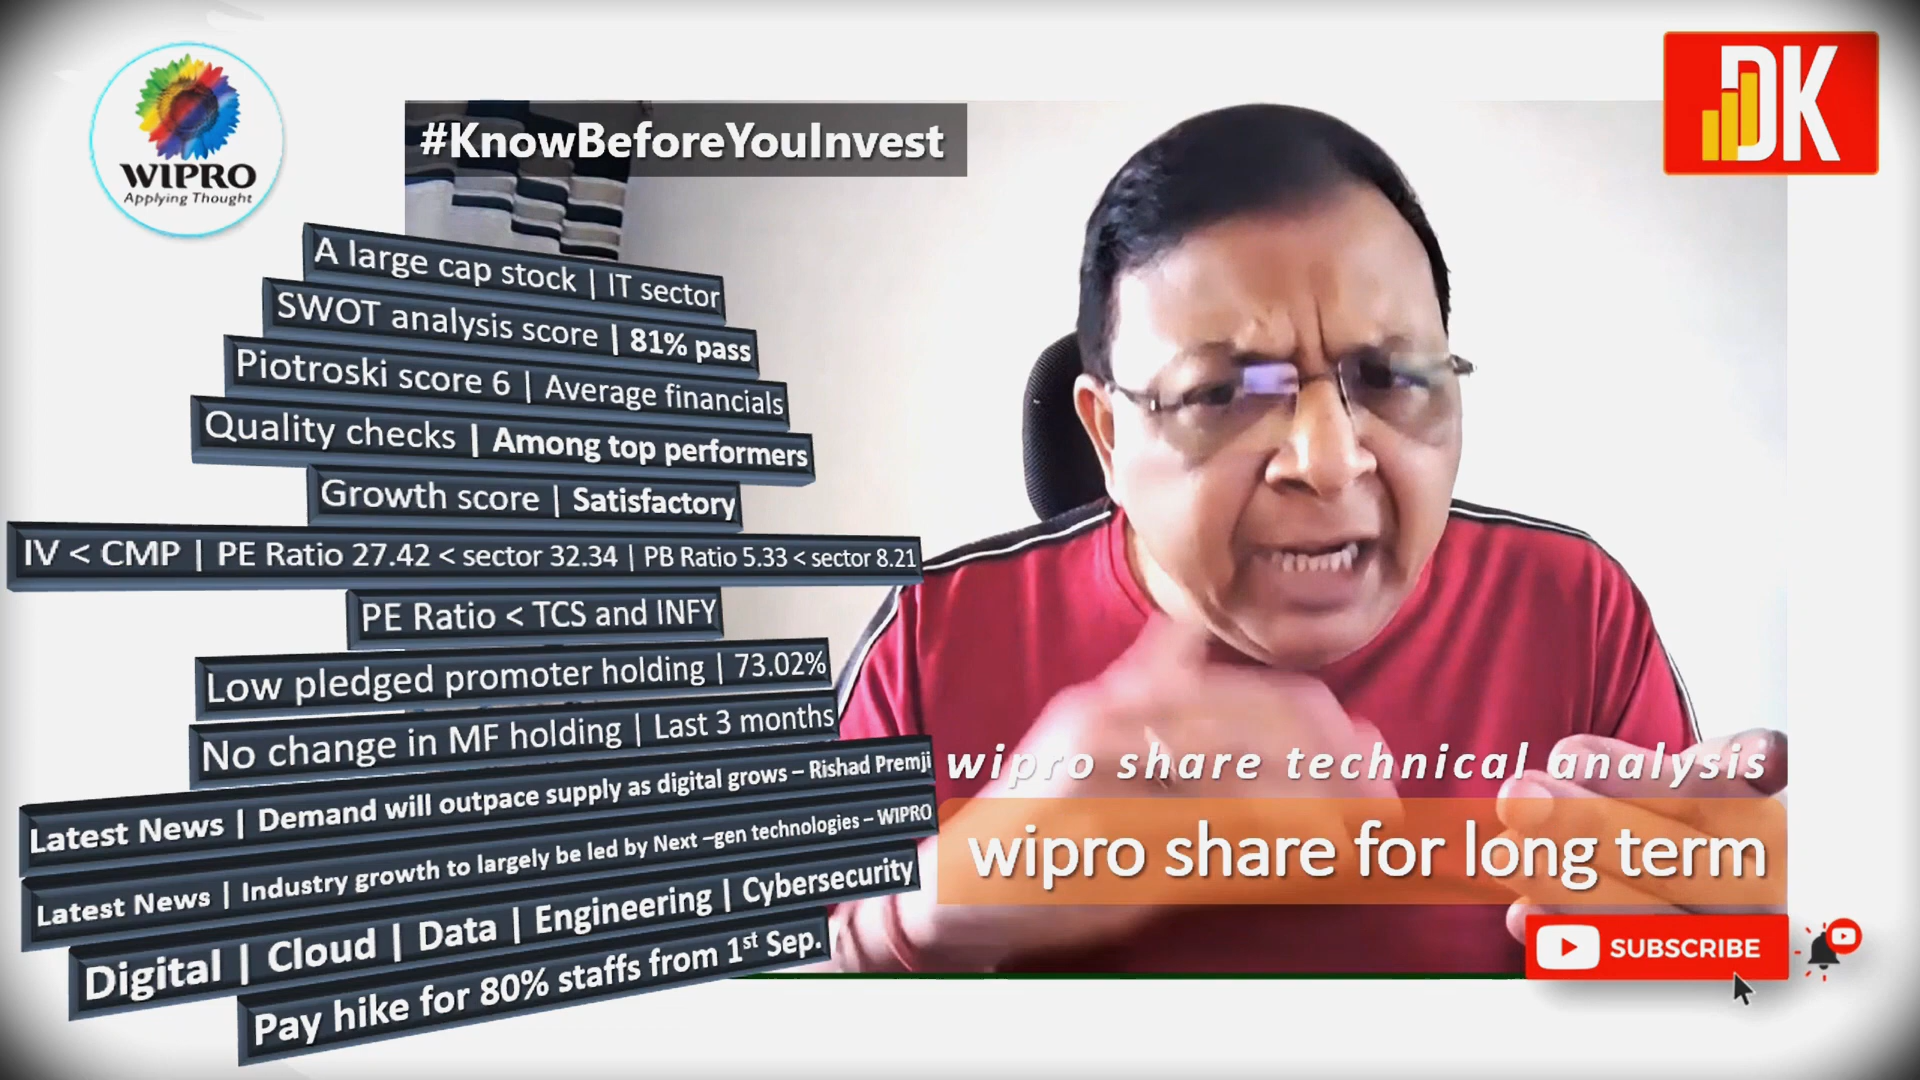 WIPRO
Applying Thought
#KnowBeforeYouInvest
DK
A large cap stock | IT sector
SWOT analysis score | 81% pass
Piotroski score 6 | Average financials
Quality checks | Among top performers
Growth score | Satisfactory
IV < CMP | PE Ratio 27.42 < sector 32.34 | PB Ratio 5.33 < sector 8.21
PE Ratio < TCS and INFY
Low pledged promoter holding | 73.02%
No change in MF holding | Last 3 months
Latest News | Demand will outpace supply as digital grows – Rishad Premji
Latest News | Industry growth to largely be led by Next –gen technologies – WIPRO
Digital | Cloud | Data | Engineering | Cybersecurity
Pay hike for 80% staffs from 1st Sep.
wipro share technical analysis
wipro share for long term
SUBSCRIBE